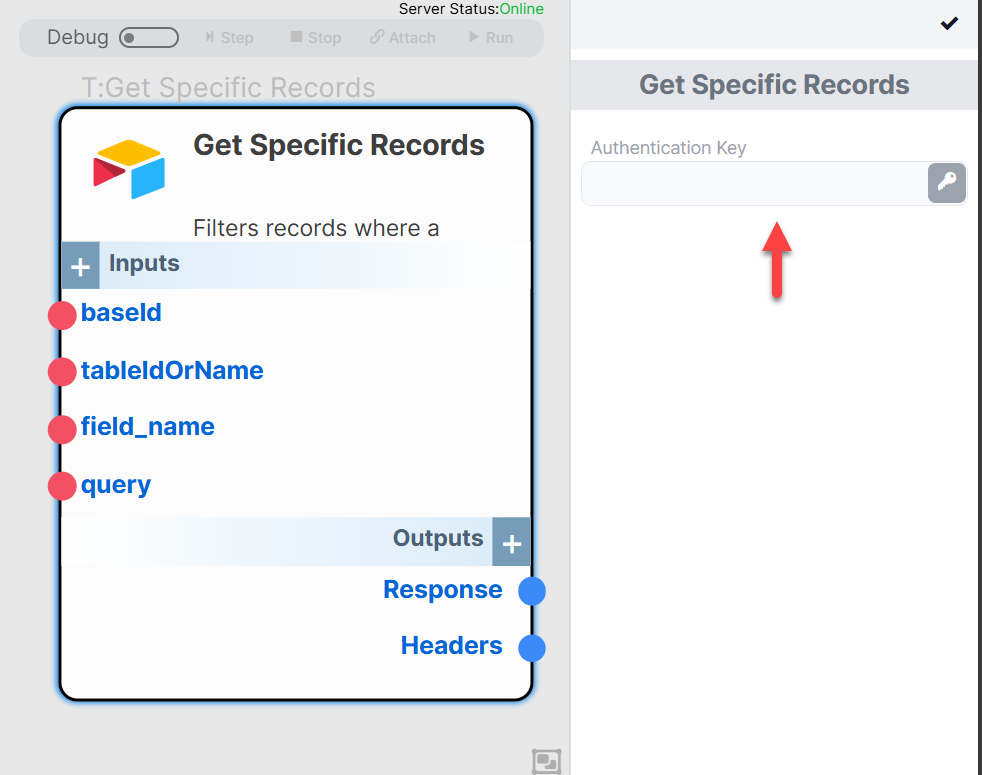 Server Status:Online
Debug Step Stop Attach Run
T:Get Specific Records
Get Specific Records
Filters records where a
Inputs
baseId
tableIdOrName
field_name
query
Outputs
Response
Headers
Get Specific Records
Authentication Key